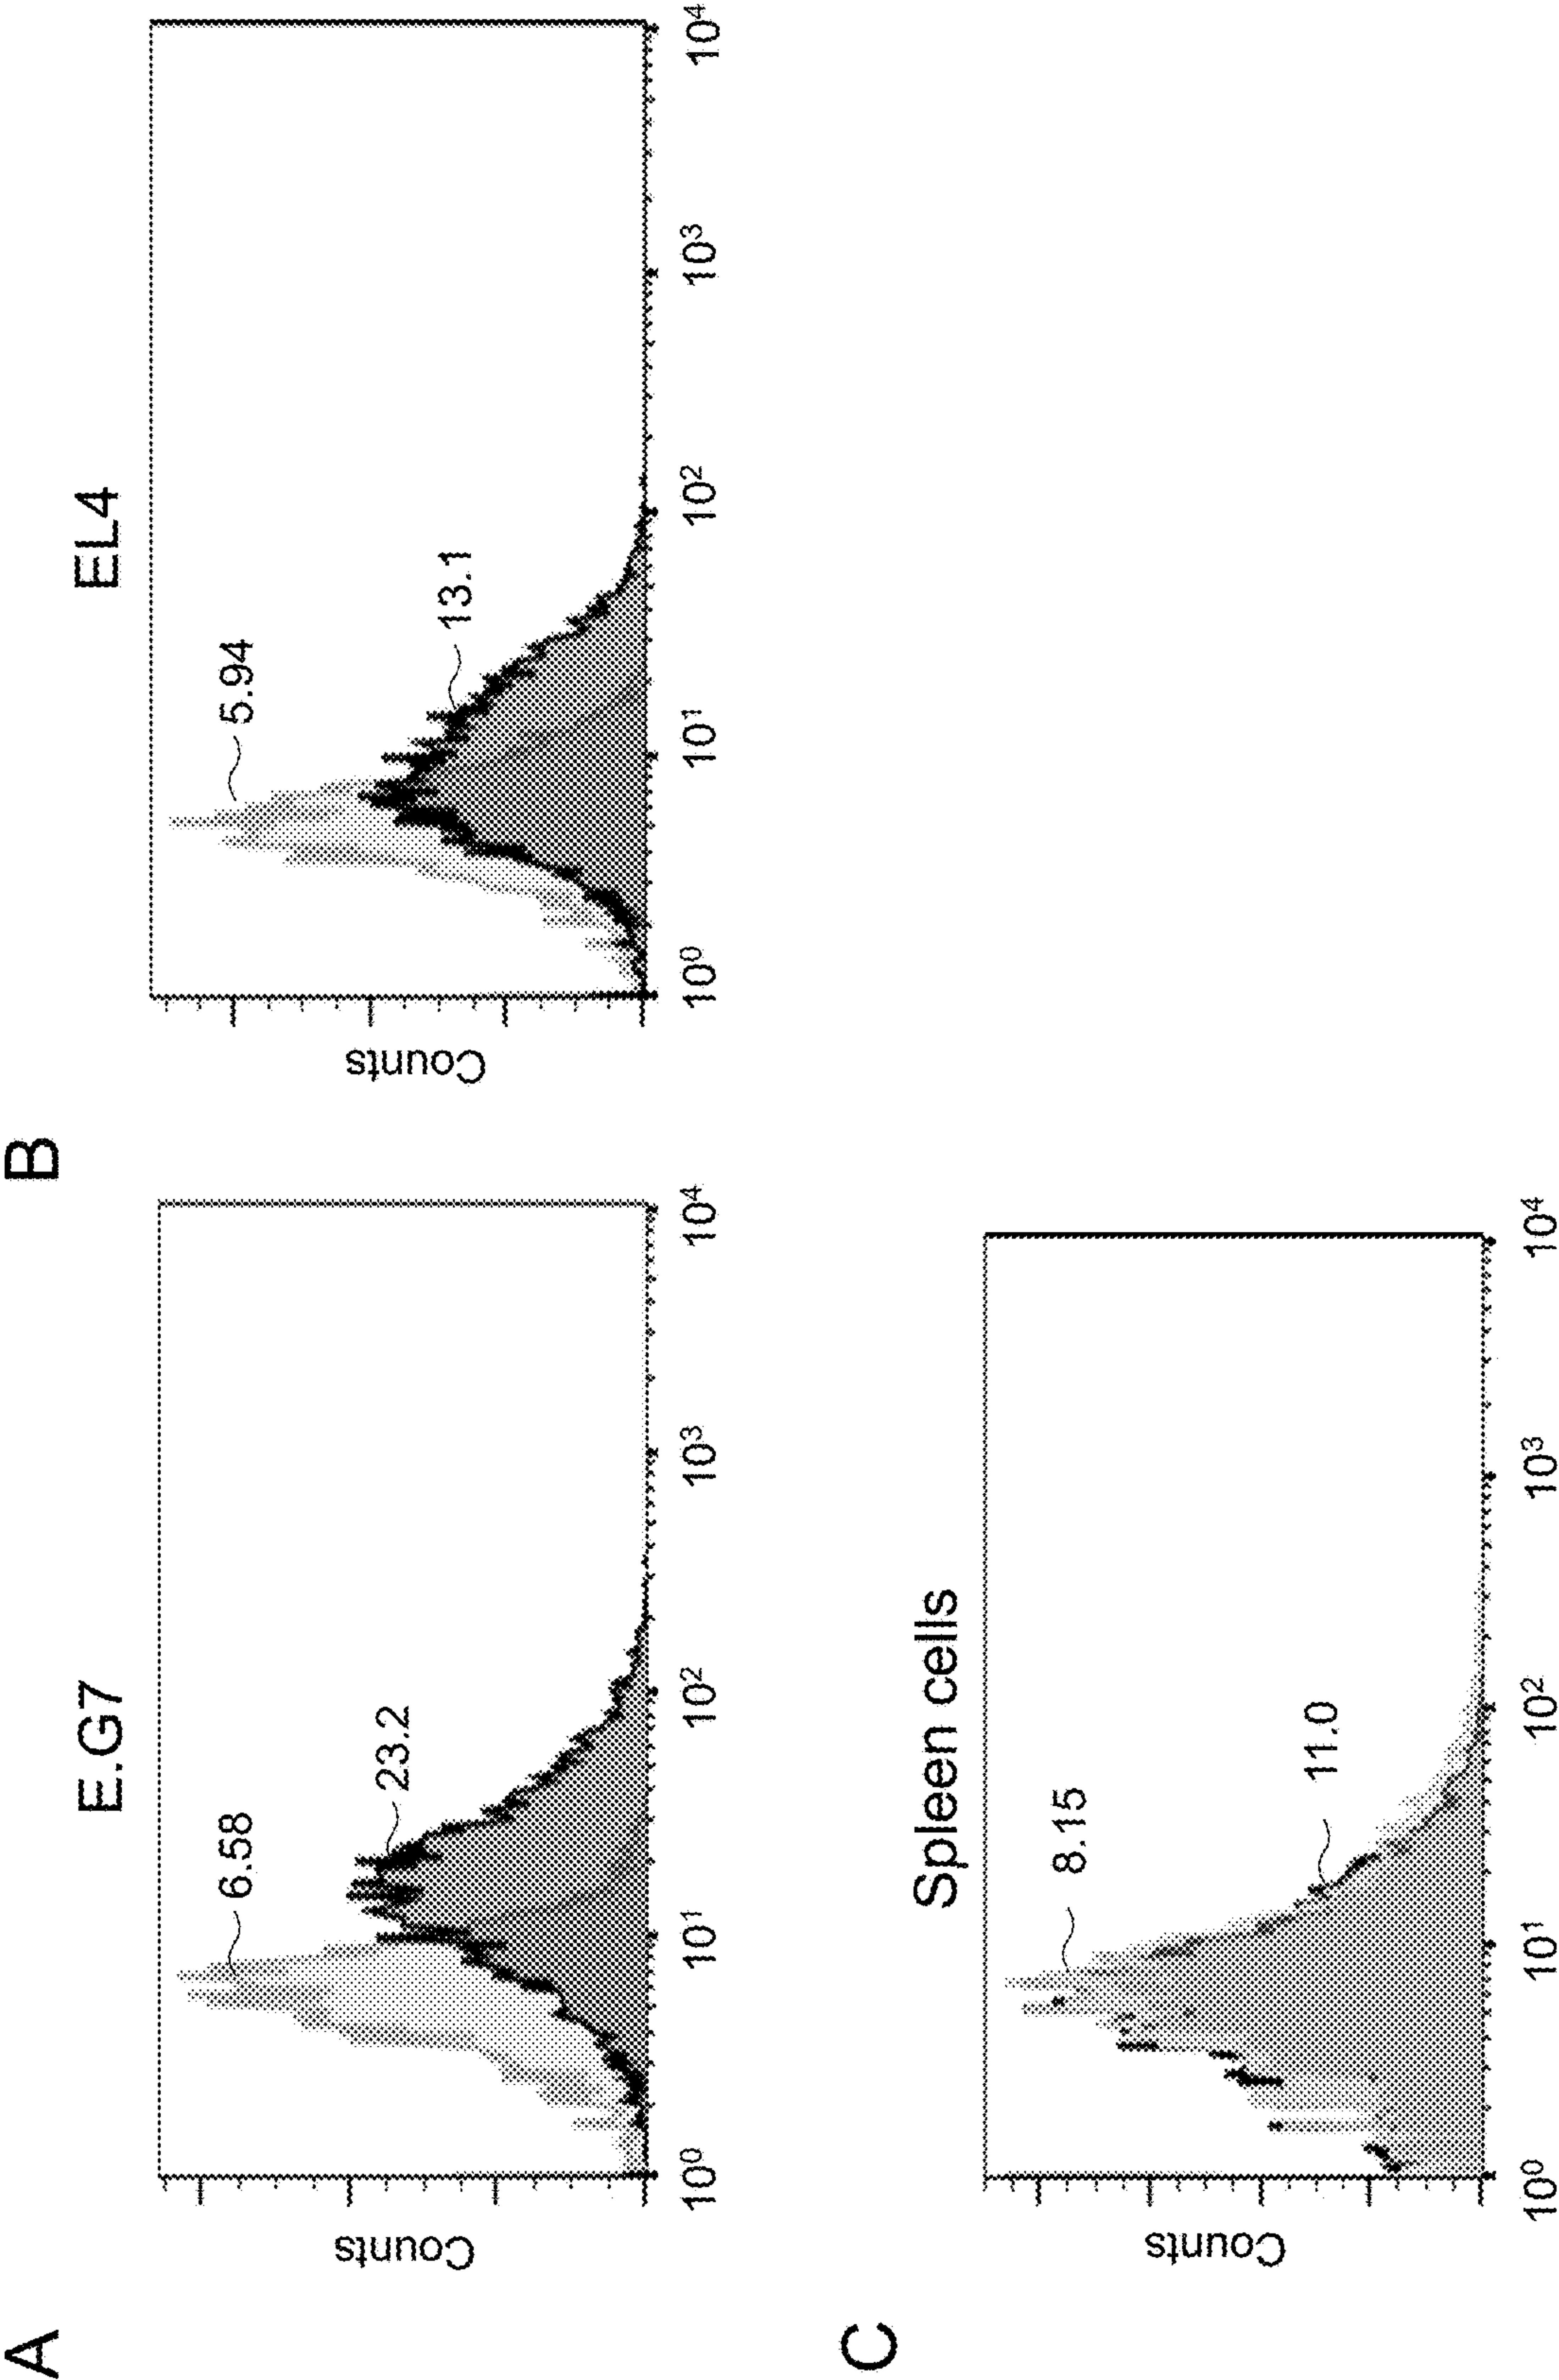 A
E.G7
Counts
6.58
23.2
10⁰ 10¹ 10² 10³ 10⁴
B
EL4
Counts
5.94
13.1
10⁰ 10¹ 10² 10³ 10⁴
C
Spleen cells
Counts
8.15
11.0
10⁰ 10¹ 10² 10³ 10⁴